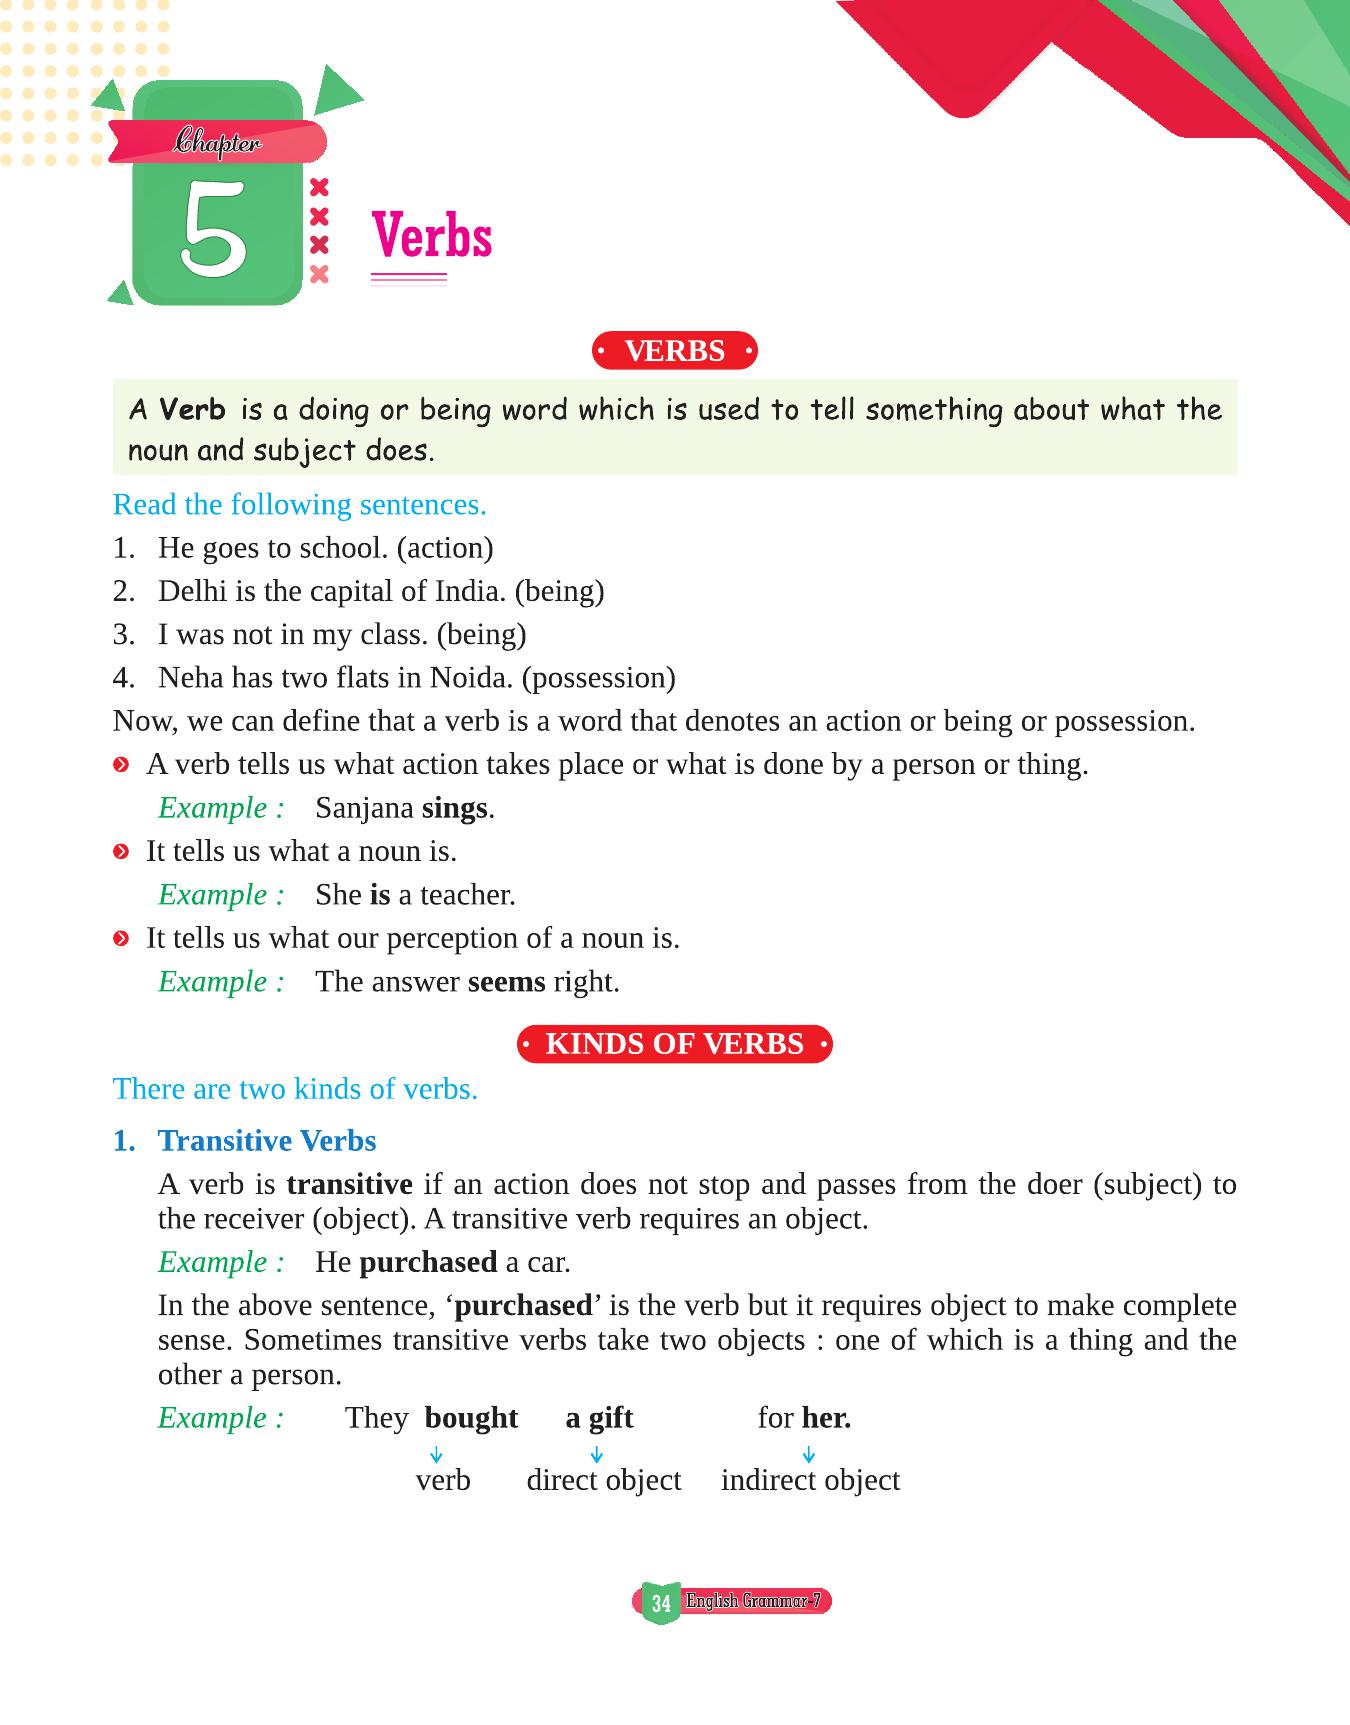 Chapter
5
Verbs
VERBS
A Verb is a doing or being word which is used to tell something about what the
noun and subject does.
Read the following sentences.
1. He goes to school. (action)
2. Delhi is the capital of India. (being)
3. I was not in my class. (being)
4. Neha has two flats in Noida. (possession)
Now, we can define that a verb is a word that denotes an action or being or possession.
A verb tells us what action takes place or what is done by a person or thing.
Example : Sanjana sings.
It tells us what a noun is.
Example : She is a teacher.
It tells us what our perception of a noun is.
Example : The answer seems right.
KINDS OF VERBS
There are two kinds of verbs.
1. Transitive Verbs
A verb is transitive if an action does not stop and passes from the doer (subject) to
the receiver (object). A transitive verb requires an object.
Example : He purchased a car.
In the above sentence, ‘purchased’ is the verb but it requires object to make complete
sense. Sometimes transitive verbs take two objects : one of which is a thing and the
other a person.
Example : They bought a gift for her.
verb direct object indirect object
34 English Grammar-7